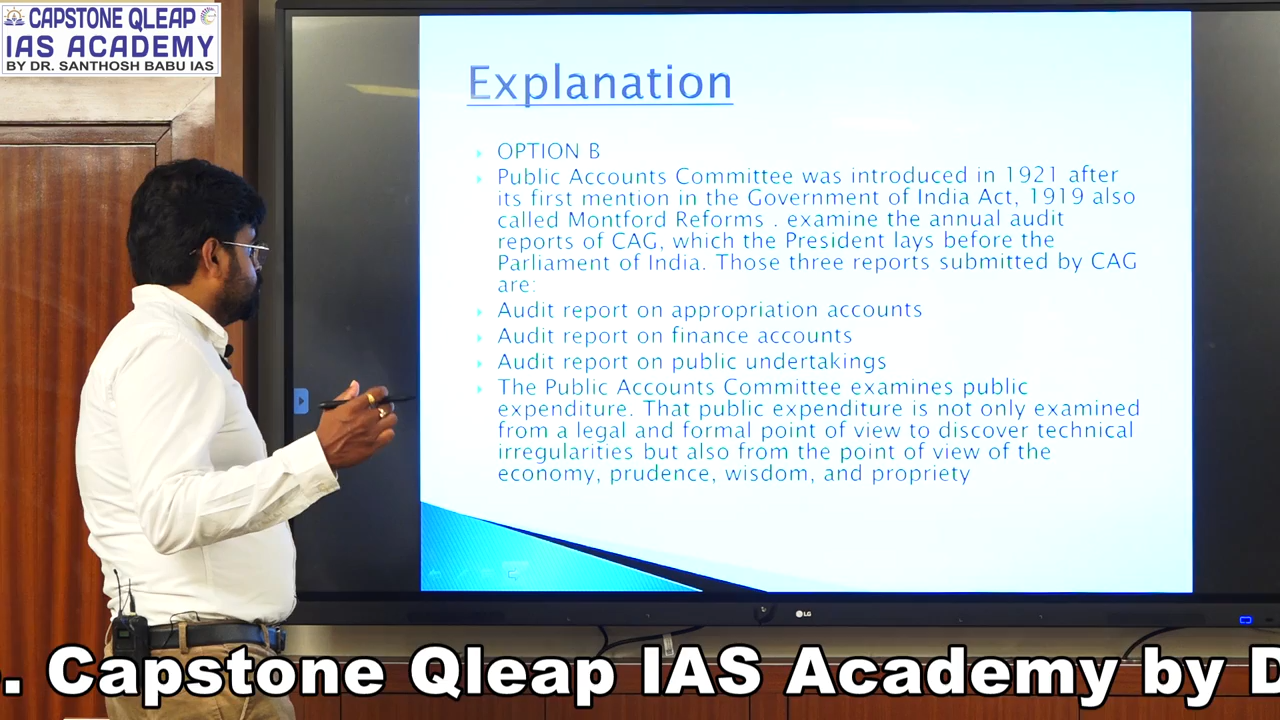 CAPSTONE QLEAP
IAS ACADEMY
BY DR. SANTHOSH BABU IAS
Explanation
OPTION B
Public Accounts Committee was introduced in 1921 after
its first mention in the Government of India Act, 1919 also
called Montford Reforms . examine the annual audit
reports of CAG, which the President lays before the
Parliament of India. Those three reports submitted by CAG
are:
Audit report on appropriation accounts
Audit report on finance accounts
Audit report on public undertakings
The Public Accounts Committee examines public
expenditure. That public expenditure is not only examined
from a legal and formal point of view to discover technical
irregularities but also from the point of view of the
economy, prudence, wisdom, and propriety
LG
. Capstone Qleap IAS Academy by D